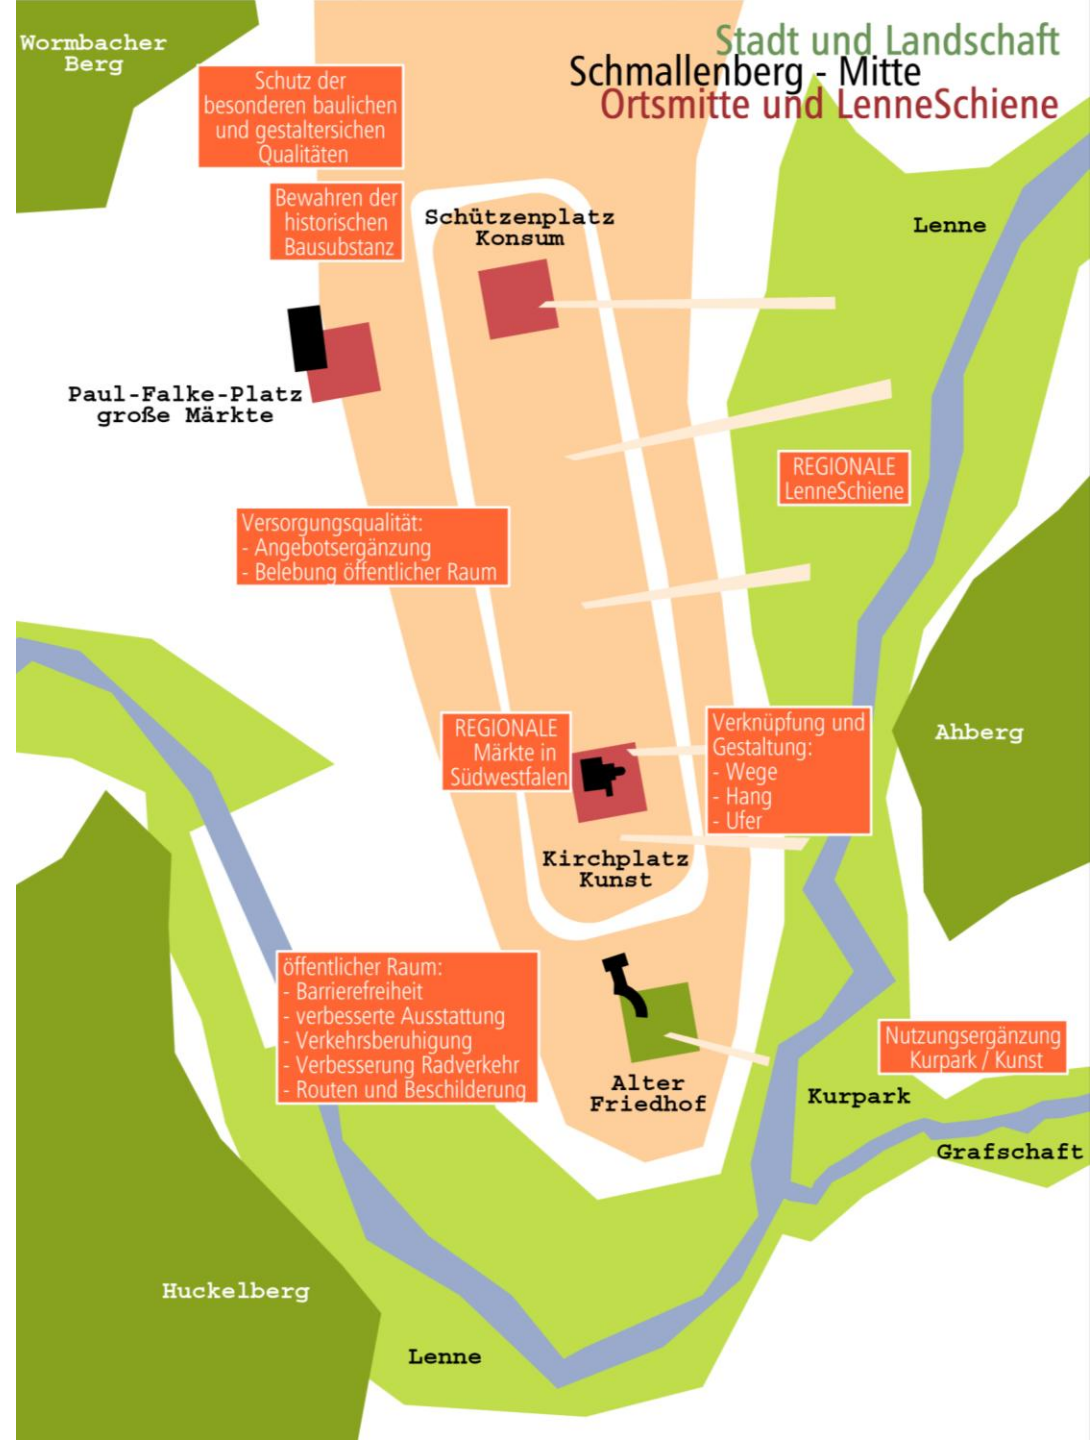 Stadt und Landschaft
Schmallenberg - Mitte
Ortsmitte und LenneSchiene
Wormbacher
Berg
Schutz der
besonderen baulichen
und gestaltersichen
Qualitäten
Bewahren der
historischen
Bausubstanz
Schützenplatz
Konsum
Lenne
Paul-Falke-Platz
große Märkte
REGIONALE
LenneSchiene
Versorgungsqualität:
- Angebotsergänzung
- Belebung öffentlicher Raum
REGIONALE
Märkte in
Südwestfalen
Verknüpfung und
Gestaltung:
- Wege
- Hang
- Ufer
Ahberg
Kirchplatz
Kunst
öffentlicher Raum:
- Barrierefreiheit
- verbesserte Ausstattung
- Verkehrsberuhigung
- Verbesserung Radverkehr
- Routen und Beschilderung
Nutzungsergänzung
Kurpark / Kunst
Alter
Friedhof
Kurpark
Grafschaft
Huckelberg
Lenne